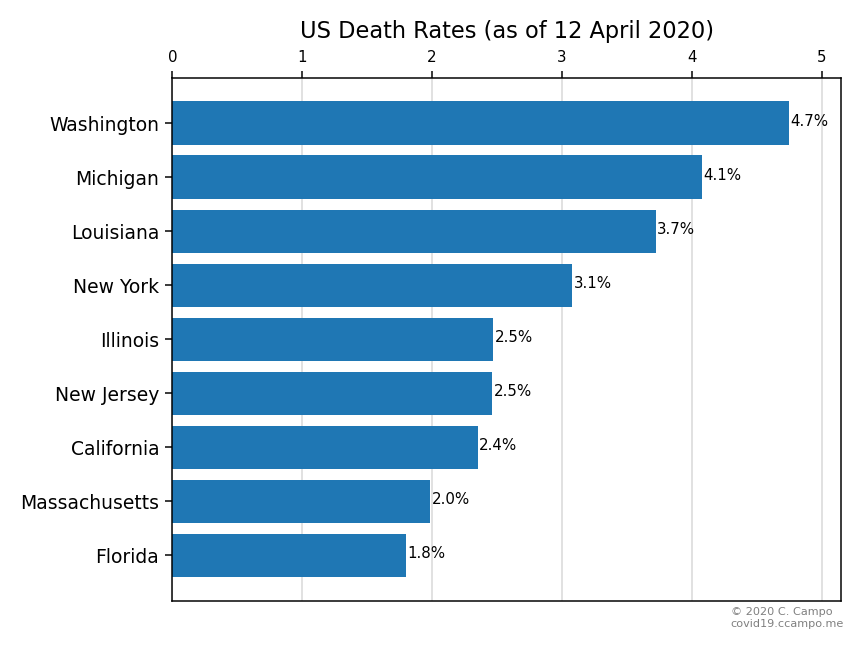 US Death Rates (as of 12 April 2020)
0 1 2 3 4 5
Washington 4.7%
Michigan 4.1%
Louisiana 3.7%
New York 3.1%
Illinois 2.5%
New Jersey 2.5%
California 2.4%
Massachusetts 2.0%
Florida 1.8%
© 2020 C. Campo
covid19.ccampo.me